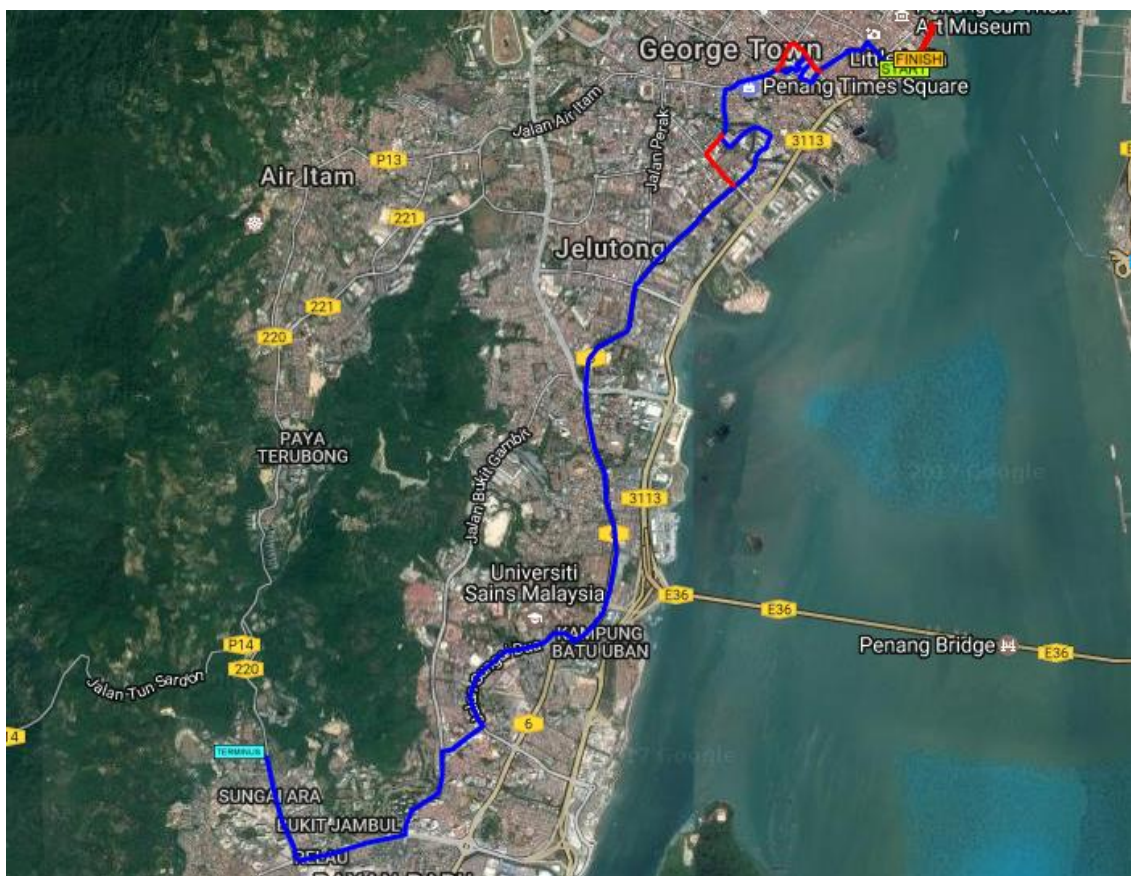 Penang 3D Trick
Art Museum
George Town
FINISH
START
Penang Times Square
Jalan Perak
3113
Jalan Air Itam
P13
Air Itam
221
Jelutong
221
220
PAYA
TERUBONG
Jalan Bukit Gambir
3113
Universiti
Sains Malaysia
E36
E36
KAMPUNG
BATU UBAN
Penang Bridge
E36
P14
220
Jalan Tun Sardon
14
6
TERMINUS
SUNGAI ARA
BUKIT JAMBUL
RELAU